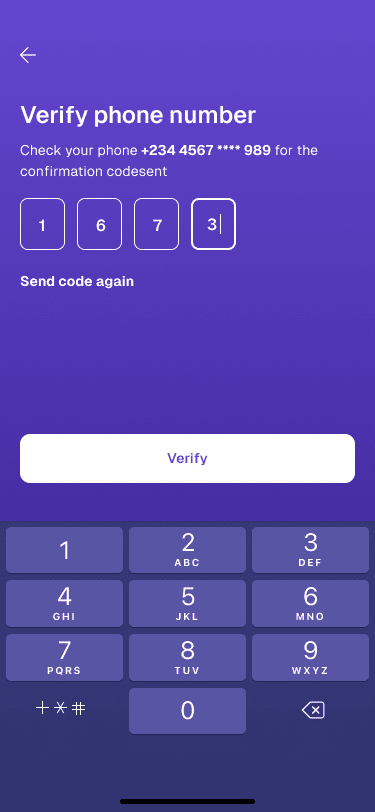 Verify phone number
Check your phone +234 4567 **** 989 for the
confirmation codesent
1 6 7 3
Send code again
Verify
1 2 3
ABC DEF
4 5 6
GHI JKL MNO
7 8 9
PQRS TUV WXYZ
+*# 0